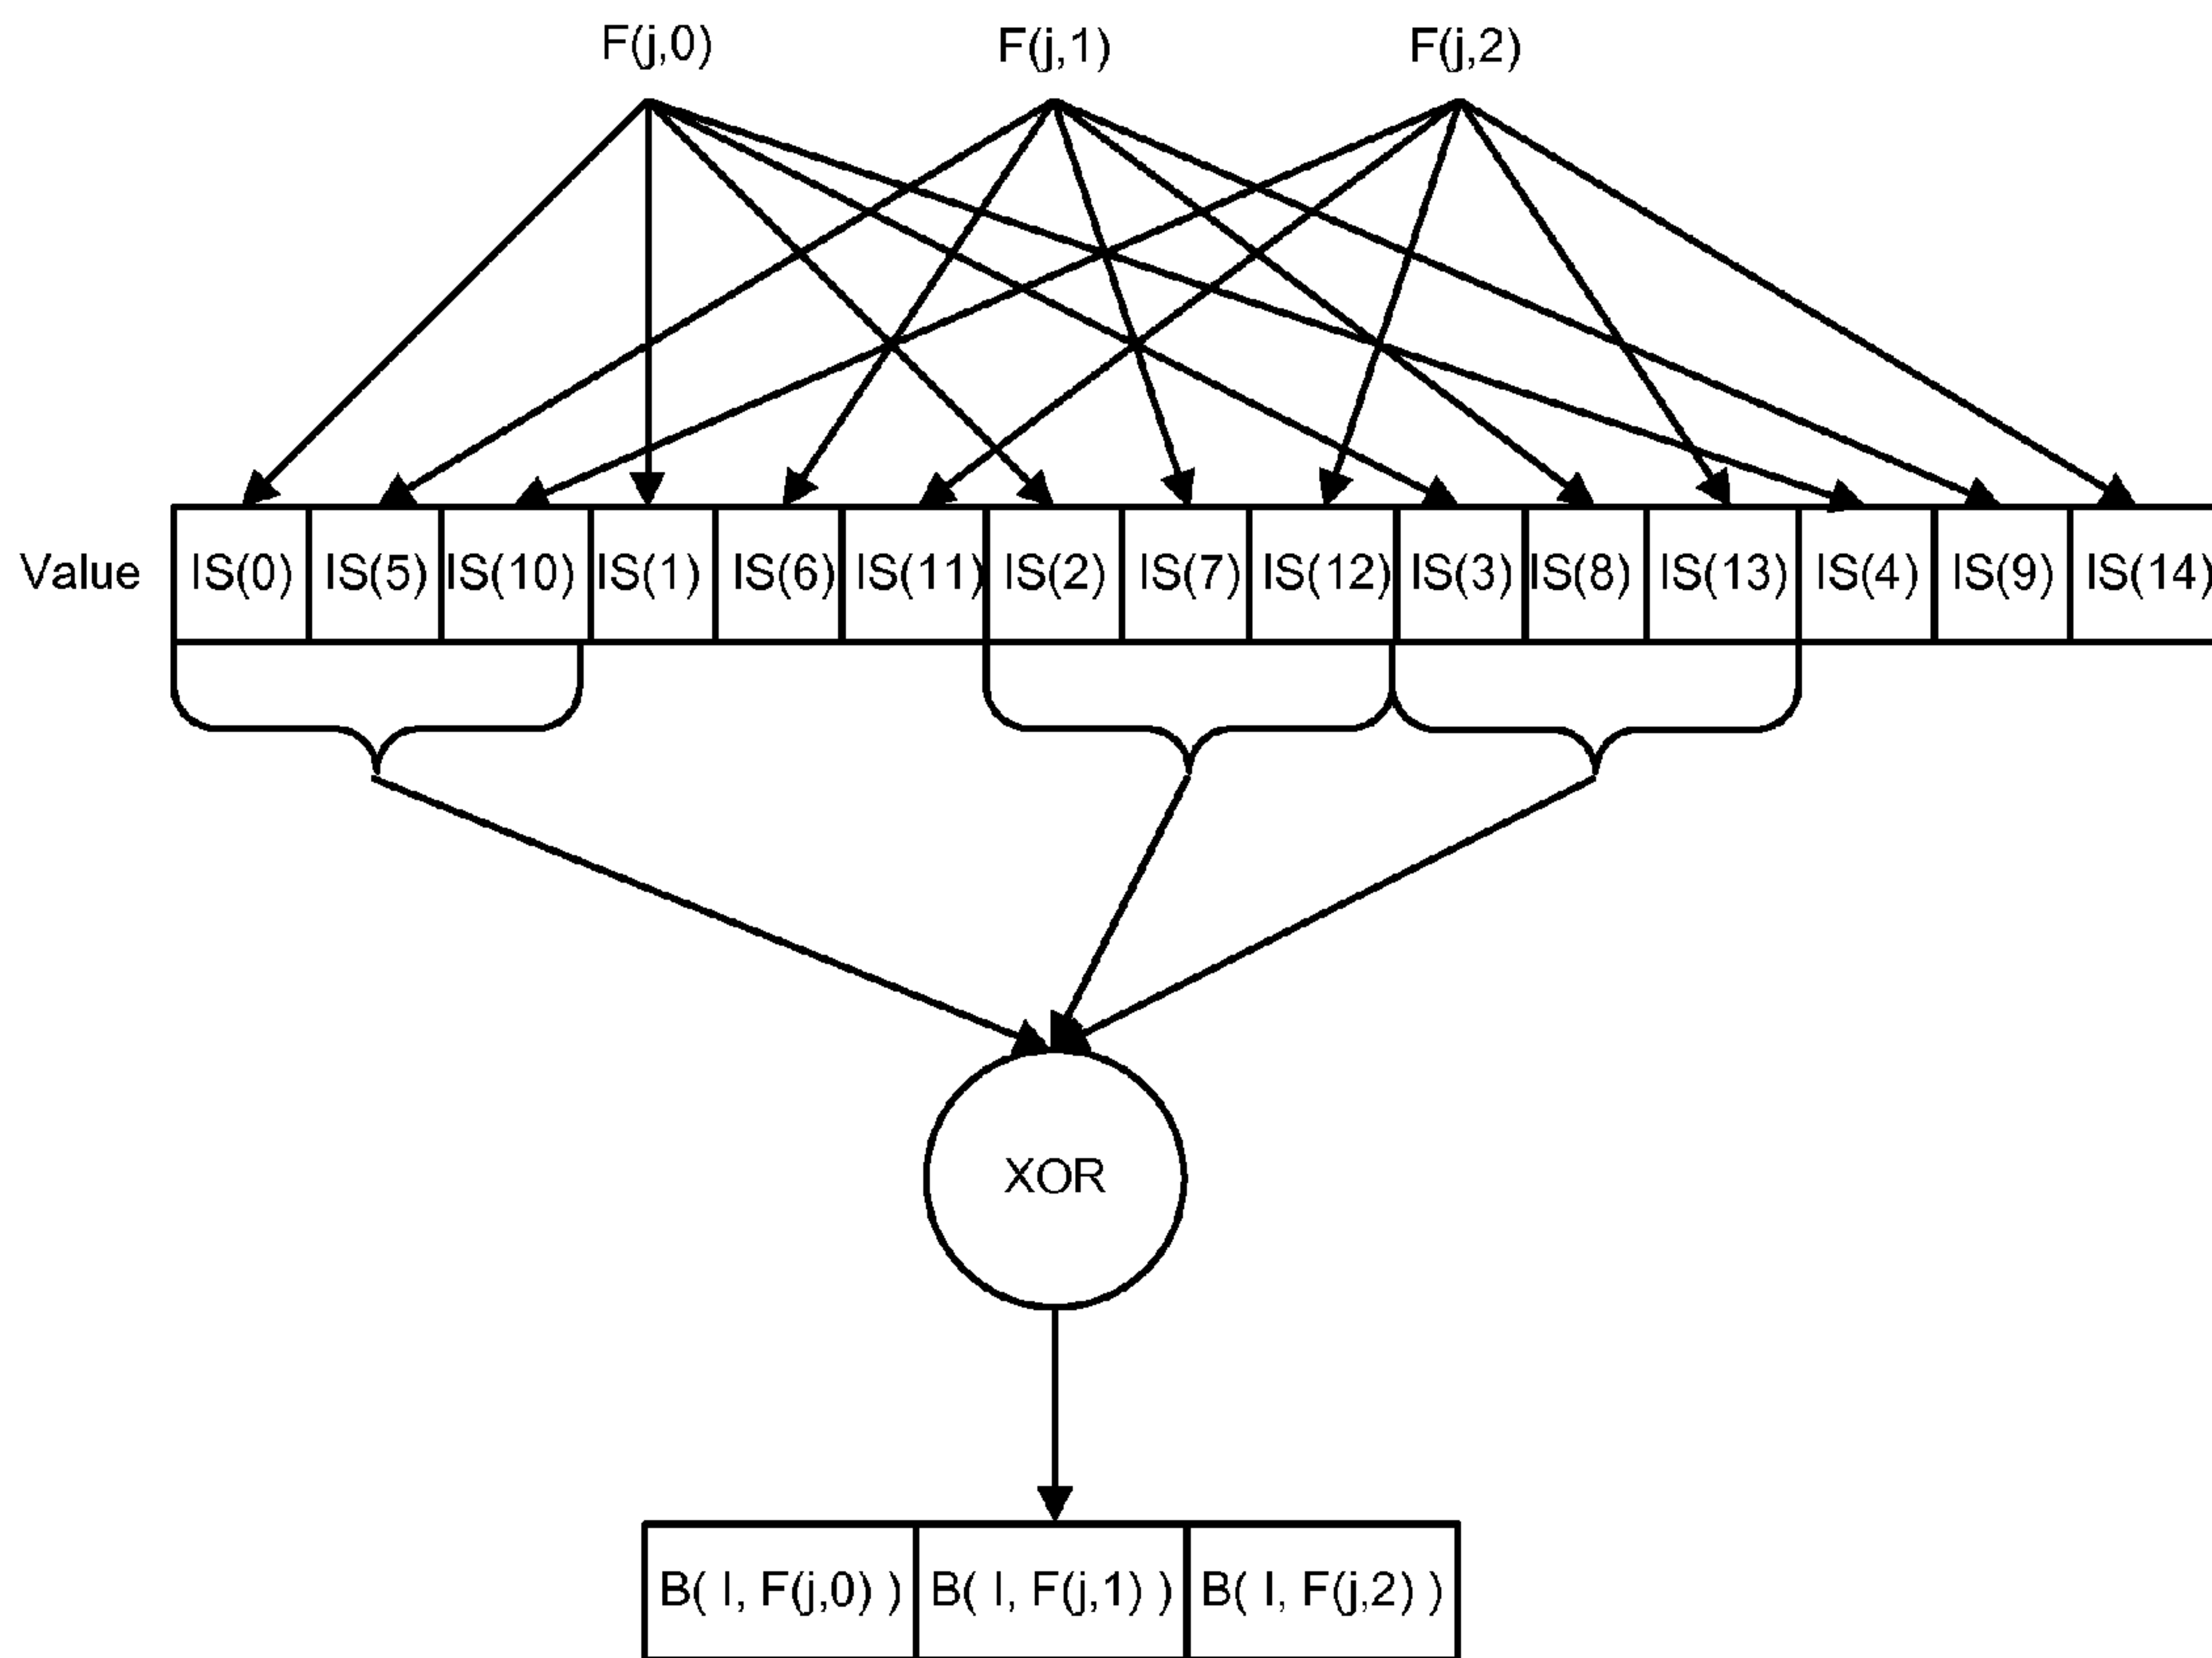 F(j,0) F(j,1) F(j,2)
Value IS(0) IS(5) IS(10) IS(1) IS(6) IS(11) IS(2) IS(7) IS(12) IS(3) IS(8) IS(13) IS(4) IS(9) IS(14)
XOR
B( I, F(j,0) ) B( I, F(j,1) ) B( I, F(j,2) )